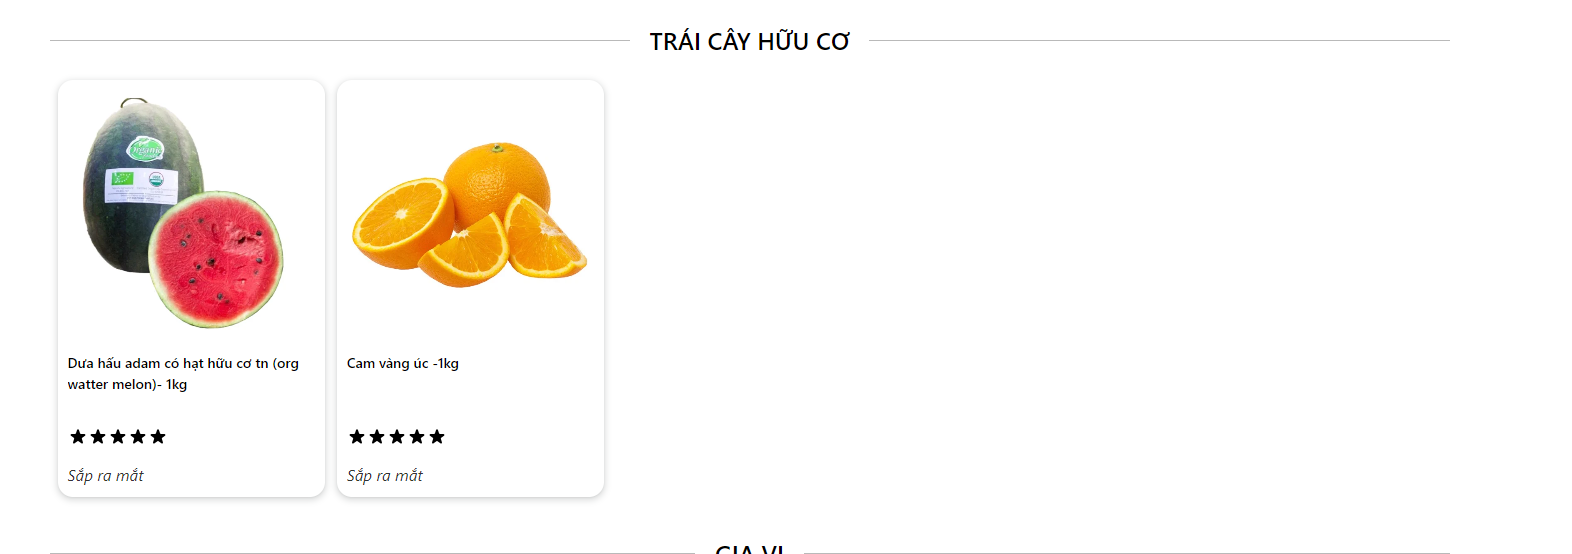 TRÁI CÂY HỮU CƠ
Dưa hấu adam có hạt hữu cơ tn (org
watter melon)- 1kg
Cam vàng úc -1kg
Sắp ra mắt
Sắp ra mắt